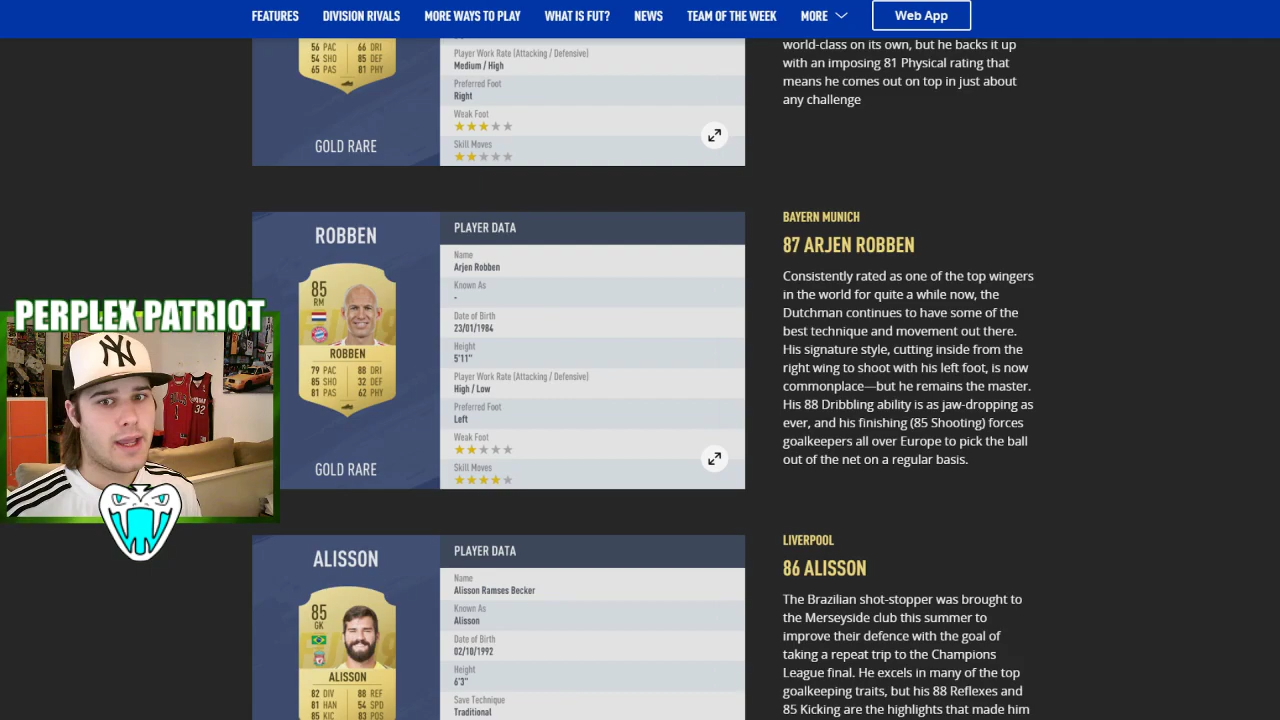 FEATURES DIVISION RIVALS MORE WAYS TO PLAY WHAT IS FUT? NEWS TEAM OF THE WEEK MORE Web App
56 PAC 66 DRI
54 SHO 85 DEF
65 PAS 81 PHY
GOLD RARE
Player Work Rate (Attacking / Defensive)
Medium / High
Preferred Foot
Right
Weak Foot
Skill Moves
world-class on its own, but he backs it up
with an imposing 81 Physical rating that
means he comes out on top in just about
any challenge
ROBBEN
85
RM
ROBBEN
79 PAC 88 DRI
85 SHO 32 DEF
81 PAS 62 PHY
GOLD RARE
PLAYER DATA
Name
Arjen Robben
Known As
-
Date of Birth
23/01/1984
Height
5'11"
Player Work Rate (Attacking / Defensive)
High / Low
Preferred Foot
Left
Weak Foot
Skill Moves
BAYERN MUNICH
87 ARJEN ROBBEN
Consistently rated as one of the top wingers
in the world for quite a while now, the
Dutchman continues to have some of the
best technique and movement out there.
His signature style, cutting inside from the
right wing to shoot with his left foot, is now
commonplace—but he remains the master.
His 88 Dribbling ability is as jaw-dropping as
ever, and his finishing (85 Shooting) forces
goalkeepers all over Europe to pick the ball
out of the net on a regular basis.
PERPLEX PATRIOT
NY
32
ALISSON
85
GK
ALISSON
82 DIV 88 REF
81 HAN 54 SPD
85 KIC 83 POS
PLAYER DATA
Name
Alisson Ramses Becker
Known As
Alisson
Date of Birth
02/10/1992
Height
6'3"
Save Technique
Traditional
LIVERPOOL
86 ALISSON
The Brazilian shot-stopper was brought to
the Merseyside club this summer to
improve their defence with the goal of
taking a repeat trip to the Champions
League final. He excels in many of the top
goalkeeping traits, but his 88 Reflexes and
85 Kicking are the highlights that made him